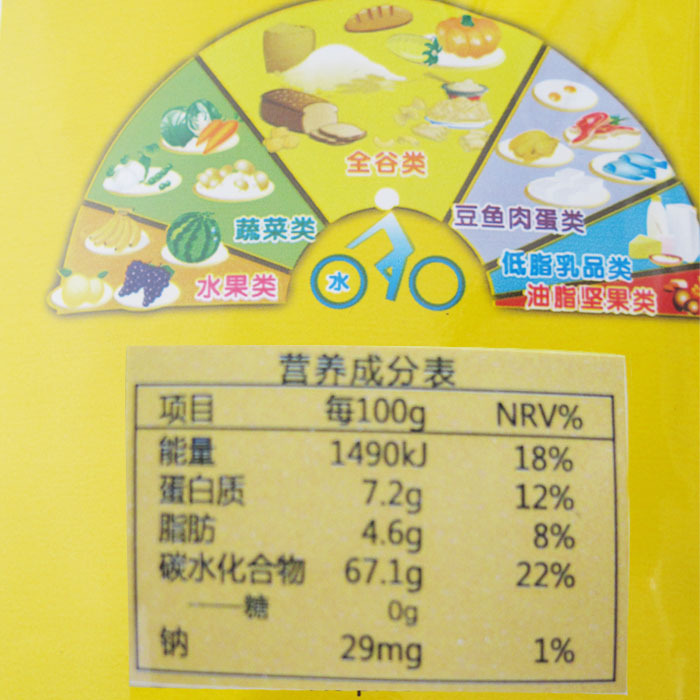 全谷类
蔬菜类
豆鱼肉蛋类
水果类
水
低脂乳品类
油脂坚果类
营养成分表
项目 每100g NRV%
能量 1490kJ 18%
蛋白质 7.2g 12%
脂肪 4.6g 8%
碳水化合物 67.1g 22%
——糖 0g
钠 29mg 1%